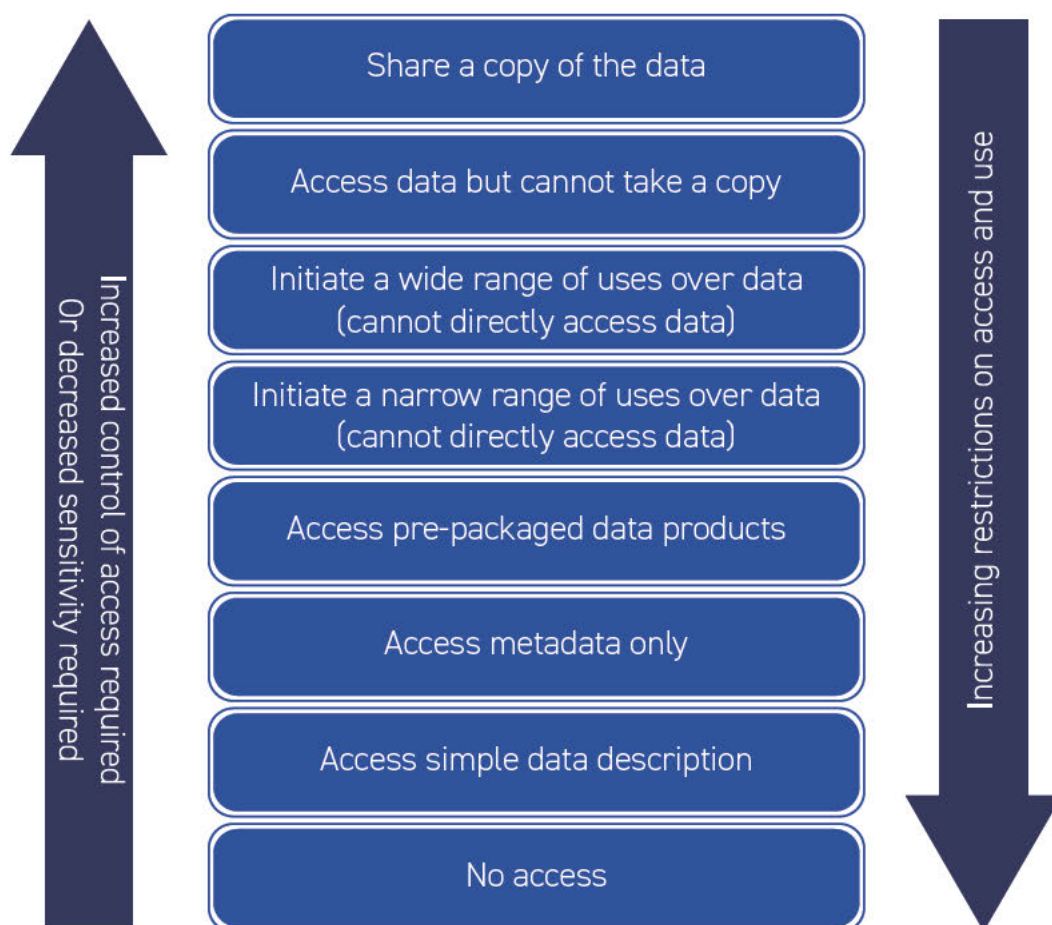 Share a copy of the data
Access data but cannot take a copy
Initiate a wide range of uses over data
(cannot directly access data)
Initiate a narrow range of uses over data
(cannot directly access data)
Access pre-packaged data products
Access metadata only
Access simple data description
No access
Increased control of access required
Or decreased sensitivity required
Increasing restrictions on access and use